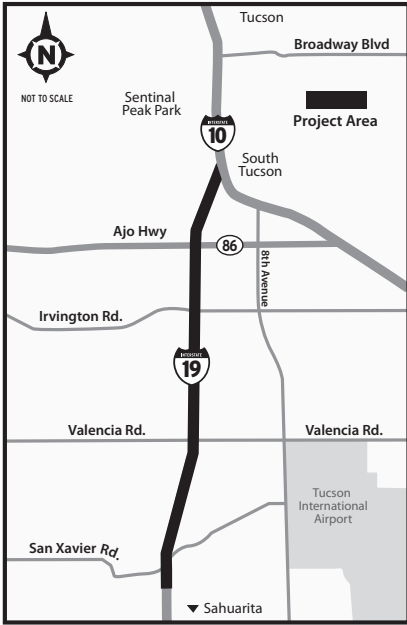 Tucson
Broadway Blvd
N
NOT TO SCALE
Sentinal
Peak Park
Project Area
INTERSTATE
10
South
Tucson
Ajo Hwy
86
8th Avenue
Irvington Rd.
INTERSTATE
19
Valencia Rd.
Valencia Rd.
Tucson
International
Airport
San Xavier Rd.
Sahuarita